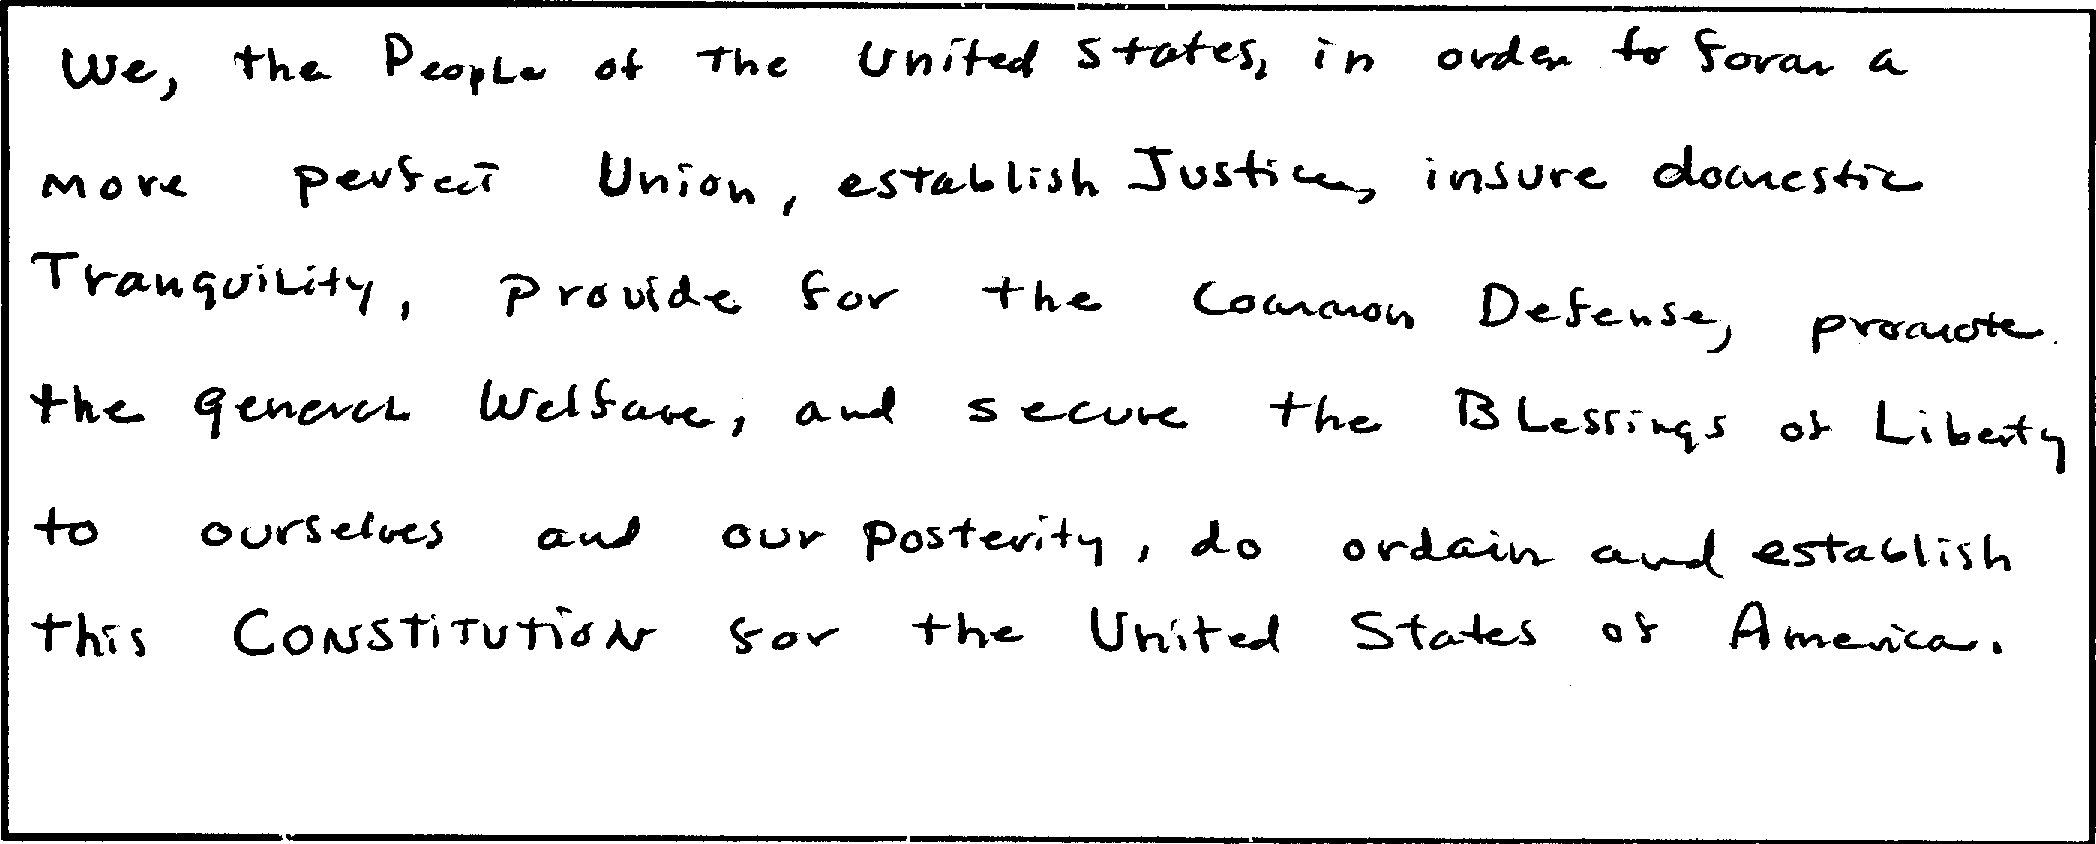 We, the People of the United States, in order to form a
more perfect Union, establish Justice, insure domestic
Tranquility, provide for the Common Defense, promote
the general Welfare, and secure the Blessings of Liberty
to ourselves and our posterity, do ordain and establish
this CONSTITUTION for the United States of America.